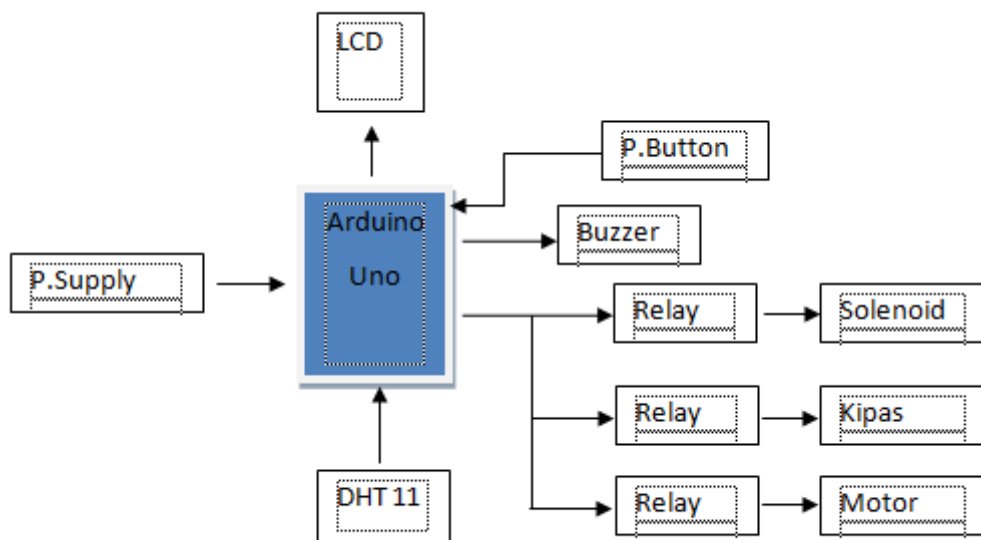 LCD
P.Button
Arduino
Uno
Buzzer
P.Supply
Relay
Solenoid
Relay
Kipas
DHT 11
Relay
Motor